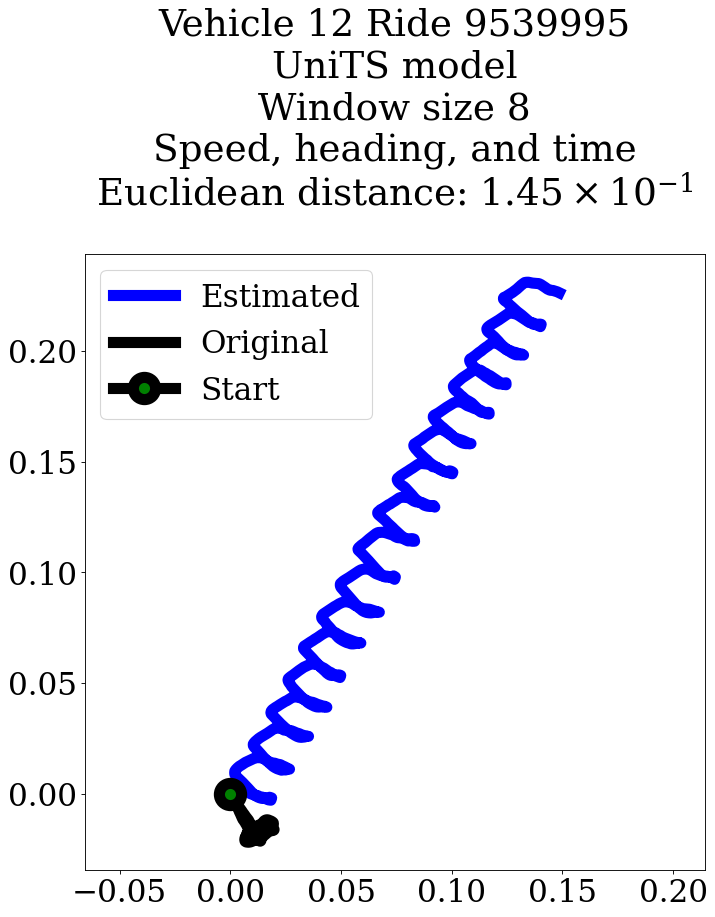 Vehicle 12 Ride 9539995
UniTS model
Window size 8
Speed, heading, and time
Euclidean distance: 1.45 × 10⁻¹
Estimated
Original
Start
0.20
0.15
0.10
0.05
0.00
−0.05 0.00 0.05 0.10 0.15 0.20